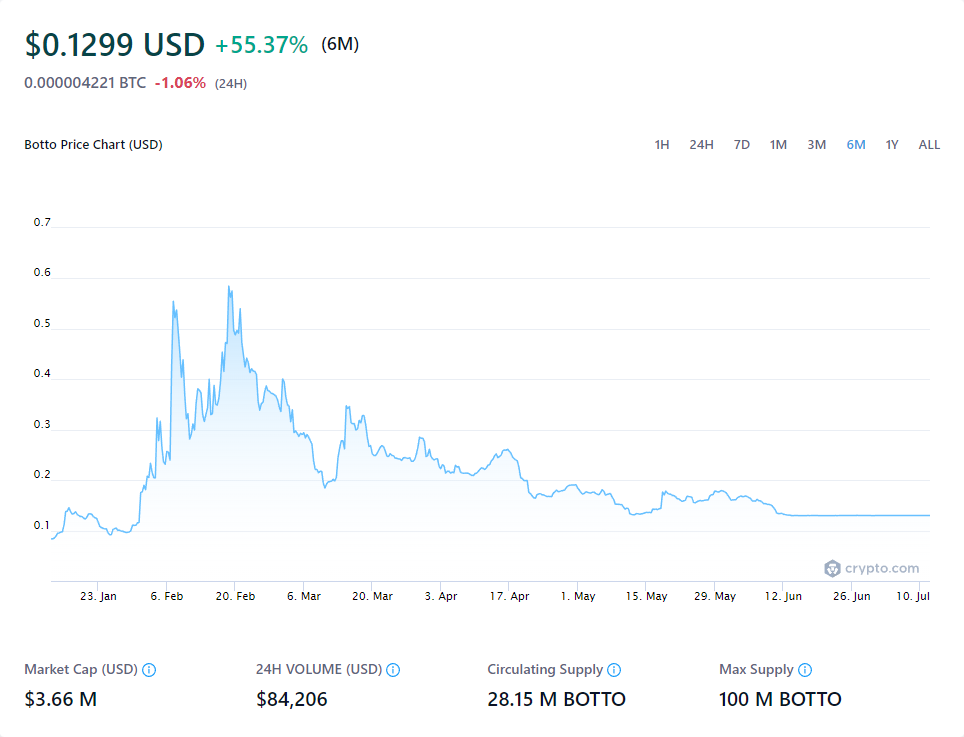 $0.1299 USD +55.37% (6M)
0.000004221 BTC -1.06% (24H)
Botto Price Chart (USD)
1H 24H 7D 1M 3M 6M 1Y ALL
0.7
0.6
0.5
0.4
0.3
0.2
0.1
crypto.com
23. Jan 6. Feb 20. Feb 6. Mar 20. Mar 3. Apr 17. Apr 1. May 15. May 29. May 12. Jun 26. Jun 10. Jul
Market Cap (USD) 24H VOLUME (USD) Circulating Supply Max Supply
$3.66 M $84,206 28.15 M BOTTO 100 M BOTTO